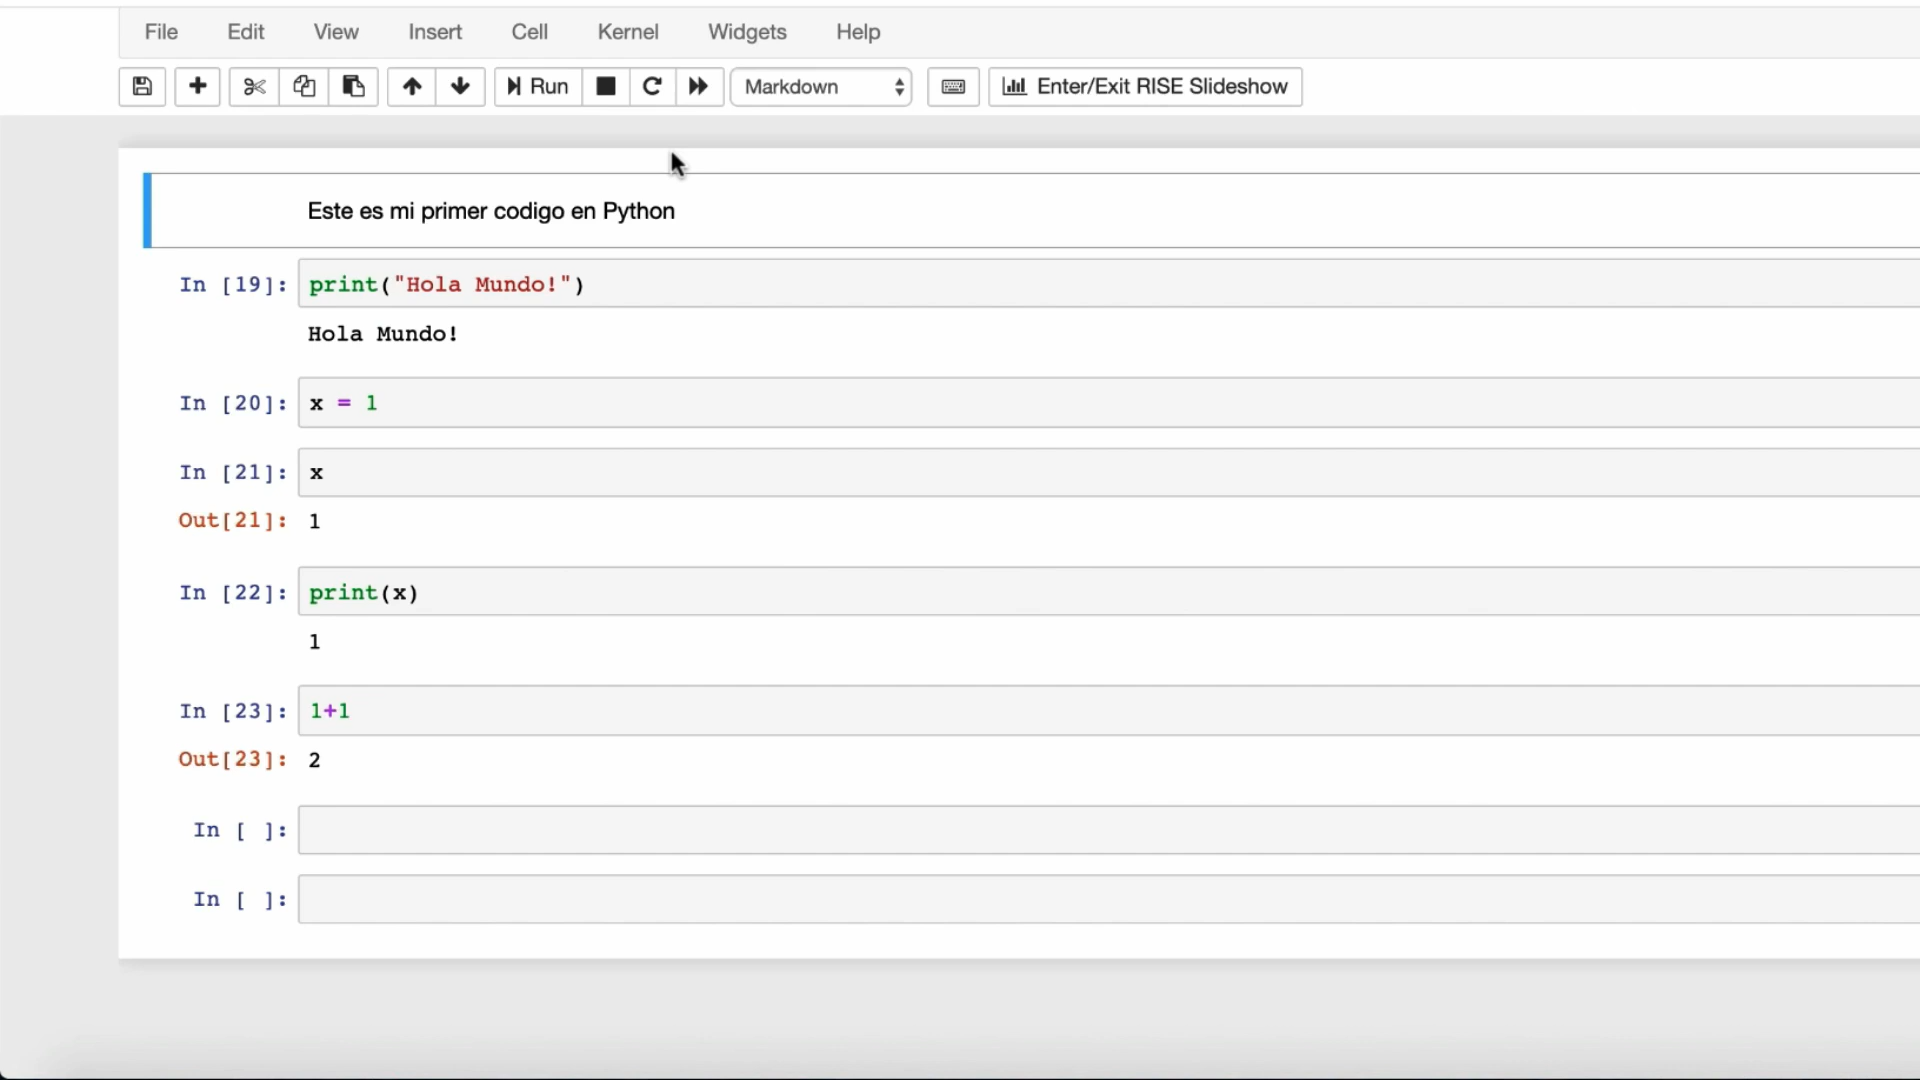 File Edit View Insert Cell Kernel Widgets Help
Run Markdown Enter/Exit RISE Slideshow
Este es mi primer codigo en Python
In [19]: print("Hola Mundo!")
Hola Mundo!
In [20]: x = 1
In [21]: x
Out[21]: 1
In [22]: print(x)
1
In [23]: 1+1
Out[23]: 2
In [ ]:
In [ ]: